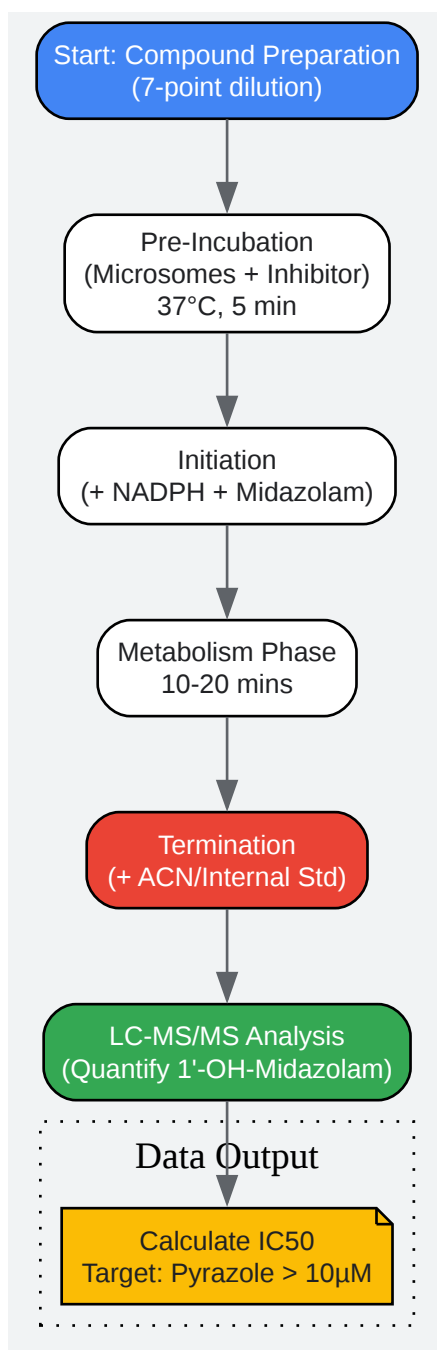 Start: Compound Preparation
(7-point dilution)
Pre-Incubation
(Microsomes + Inhibitor)
37°C, 5 min
Initiation
(+ NADPH + Midazolam)
Metabolism Phase
10-20 mins
Termination
(+ ACN/Internal Std)
LC-MS/MS Analysis
(Quantify 1'-OH-Midazolam)
Data Output
Calculate IC50
Target: Pyrazole > 10µM